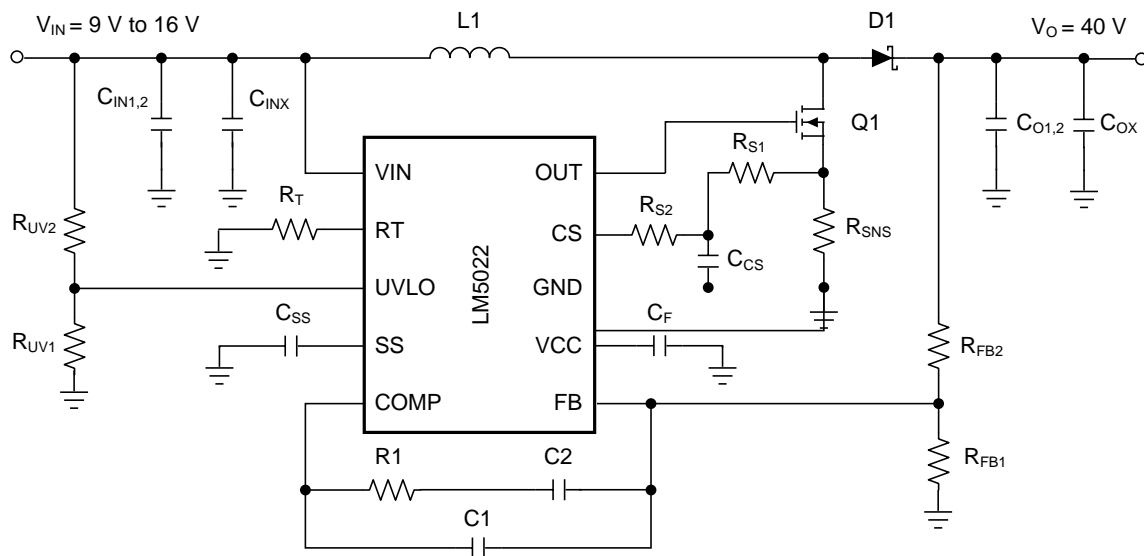 V_IN = 9 V to 16 V
L1
D1
V_O = 40 V
C_IN1,2
C_INX
Q1
C_O1,2
C_OX
VIN
OUT
R_S1
R_T
R_S2
R_UV2
RT
CS
R_SNS
C_CS
UVLO
LM5022
GND
C_SS
C_F
R_UV1
SS
VCC
R_FB2
COMP
FB
R1
C2
R_FB1
C1